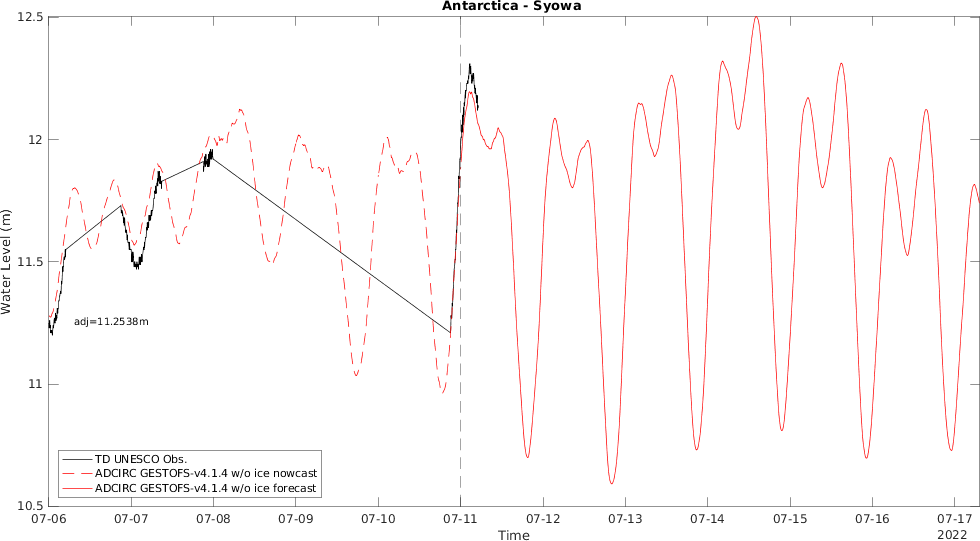 Antarctica - Syowa
12.5
12
11.5
11
10.5
Water Level (m)
adj=11.2538m
TD UNESCO Obs.
ADCIRC GESTOFS-v4.1.4 w/o ice nowcast
ADCIRC GESTOFS-v4.1.4 w/o ice forecast
07-06 07-07 07-08 07-09 07-10 07-11 07-12 07-13 07-14 07-15 07-16 07-17
Time
2022